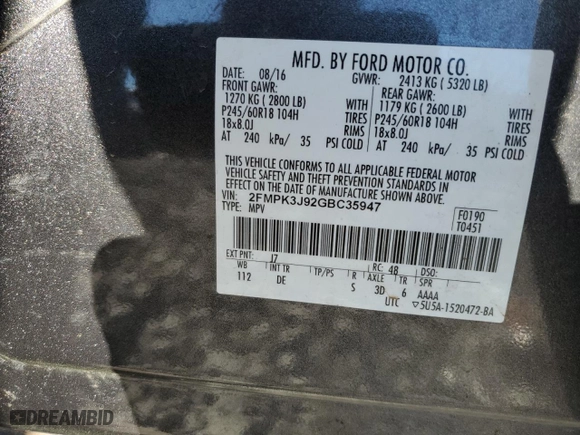 MFD. BY FORD MOTOR CO.
DATE: 08/16 GVWR: 2413 KG ( 5320 LB)
FRONT GAWR: REAR GAWR:
1270 KG ( 2800 LB) WITH 1179 KG ( 2600 LB) WITH
P245/60R18 104H TIRES P245/60R18 104H TIRES
18x8.0J RIMS 18x8.0J RIMS
AT 240 kPa/ 35 PSI COLD AT 240 kPa/ 35 PSI COLD
THIS VEHICLE CONFORMS TO ALL APPLICABLE FEDERAL MOTOR
VEHICLE SAFETY AND THEFT PREVENTION STANDARDS IN
EFFECT ON THE DATE OF MANUFACTURE SHOWN ABOVE.
VIN: 2FMPK3J92GBC35947
TYPE: MPV
F0190
T0451
EXT PNT: J7 RC: 48 DSO:
WB INT TR TP/PS R AXLE TR SPR
112 DE S 3D 6 AAAA
UTC ▽5U5A-1520472-BA
DREAMBID